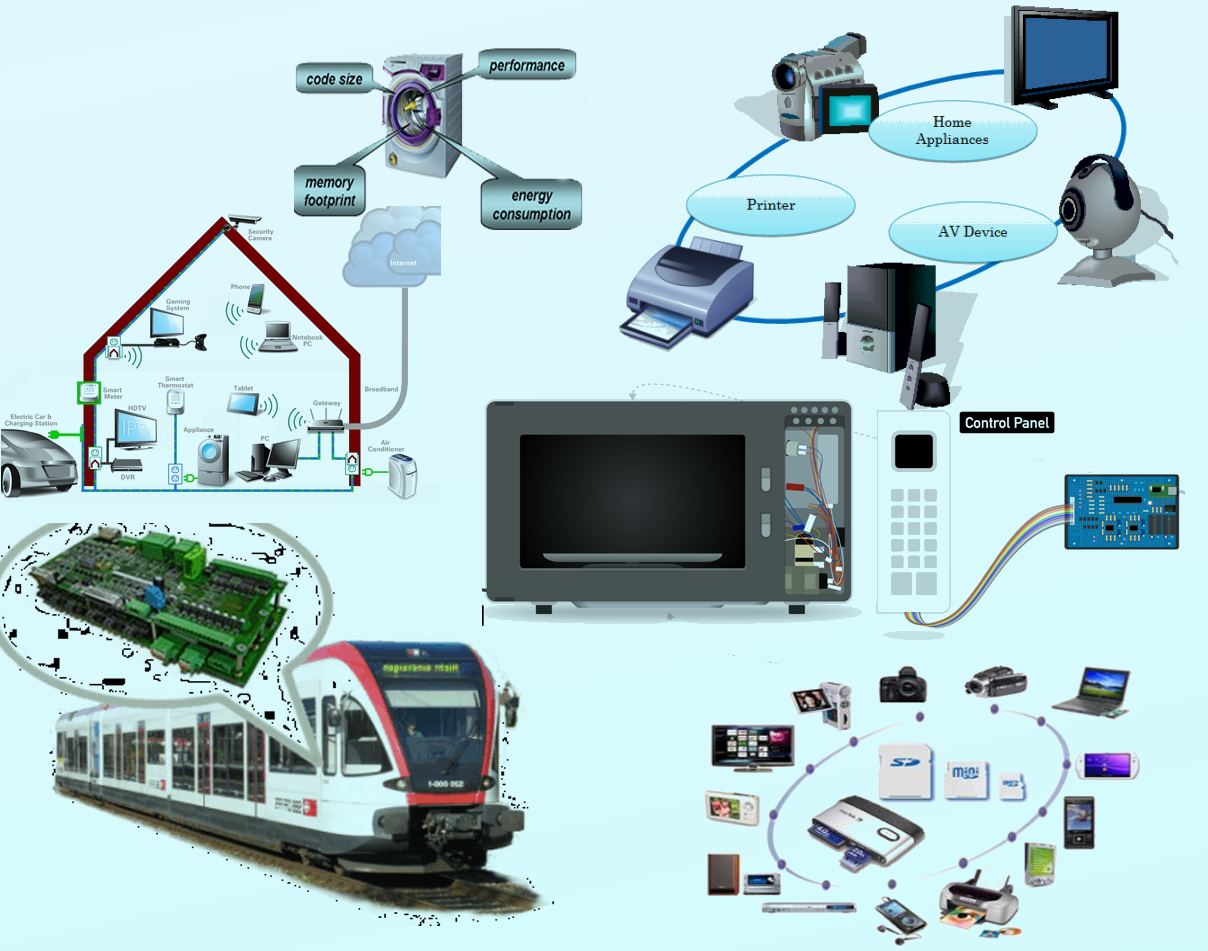 code size
performance
memory
footprint
energy
consumption
Home
Appliances
Printer
AV Device
Security
Camera
Internet
Phone
Gaming
System
Notebook
PC
Smart
Meter
Smart
Thermostat
Tablet
Gateway
Broadband
Electric Car &
Charging Station
HDTV
IPTV
Appliance
PC
Air
Conditioner
DVR
Control Panel
SD
mini